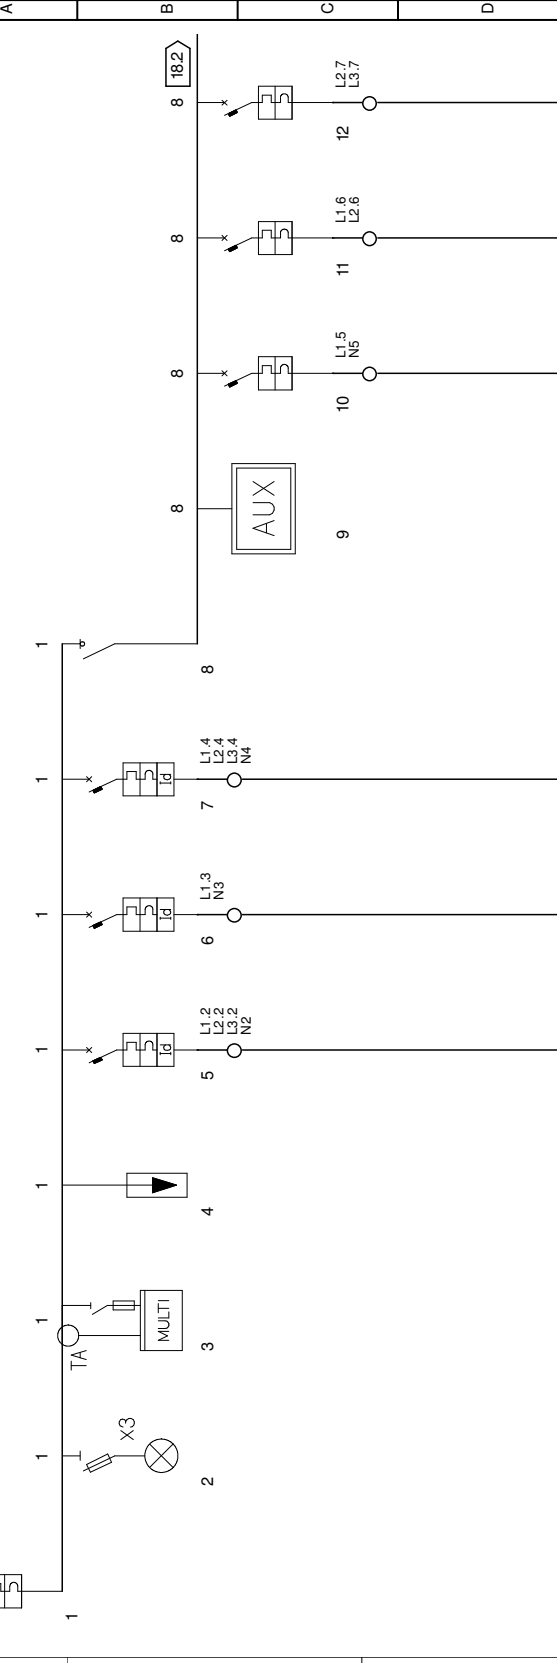 A
B
C
D
18.2
8
L2.7
L3.7
12
8
L1.6
L2.6
11
8
L1.5
N5
10
8
AUX
9
1
8
1
Id
L1.4
L2.4
L3.4
N4
7
1
Id
L1.3
N3
6
1
Id
L1.2
L2.2
L3.2
N2
5
1
4
1
TA
MULTI
3
1
X3
2
1